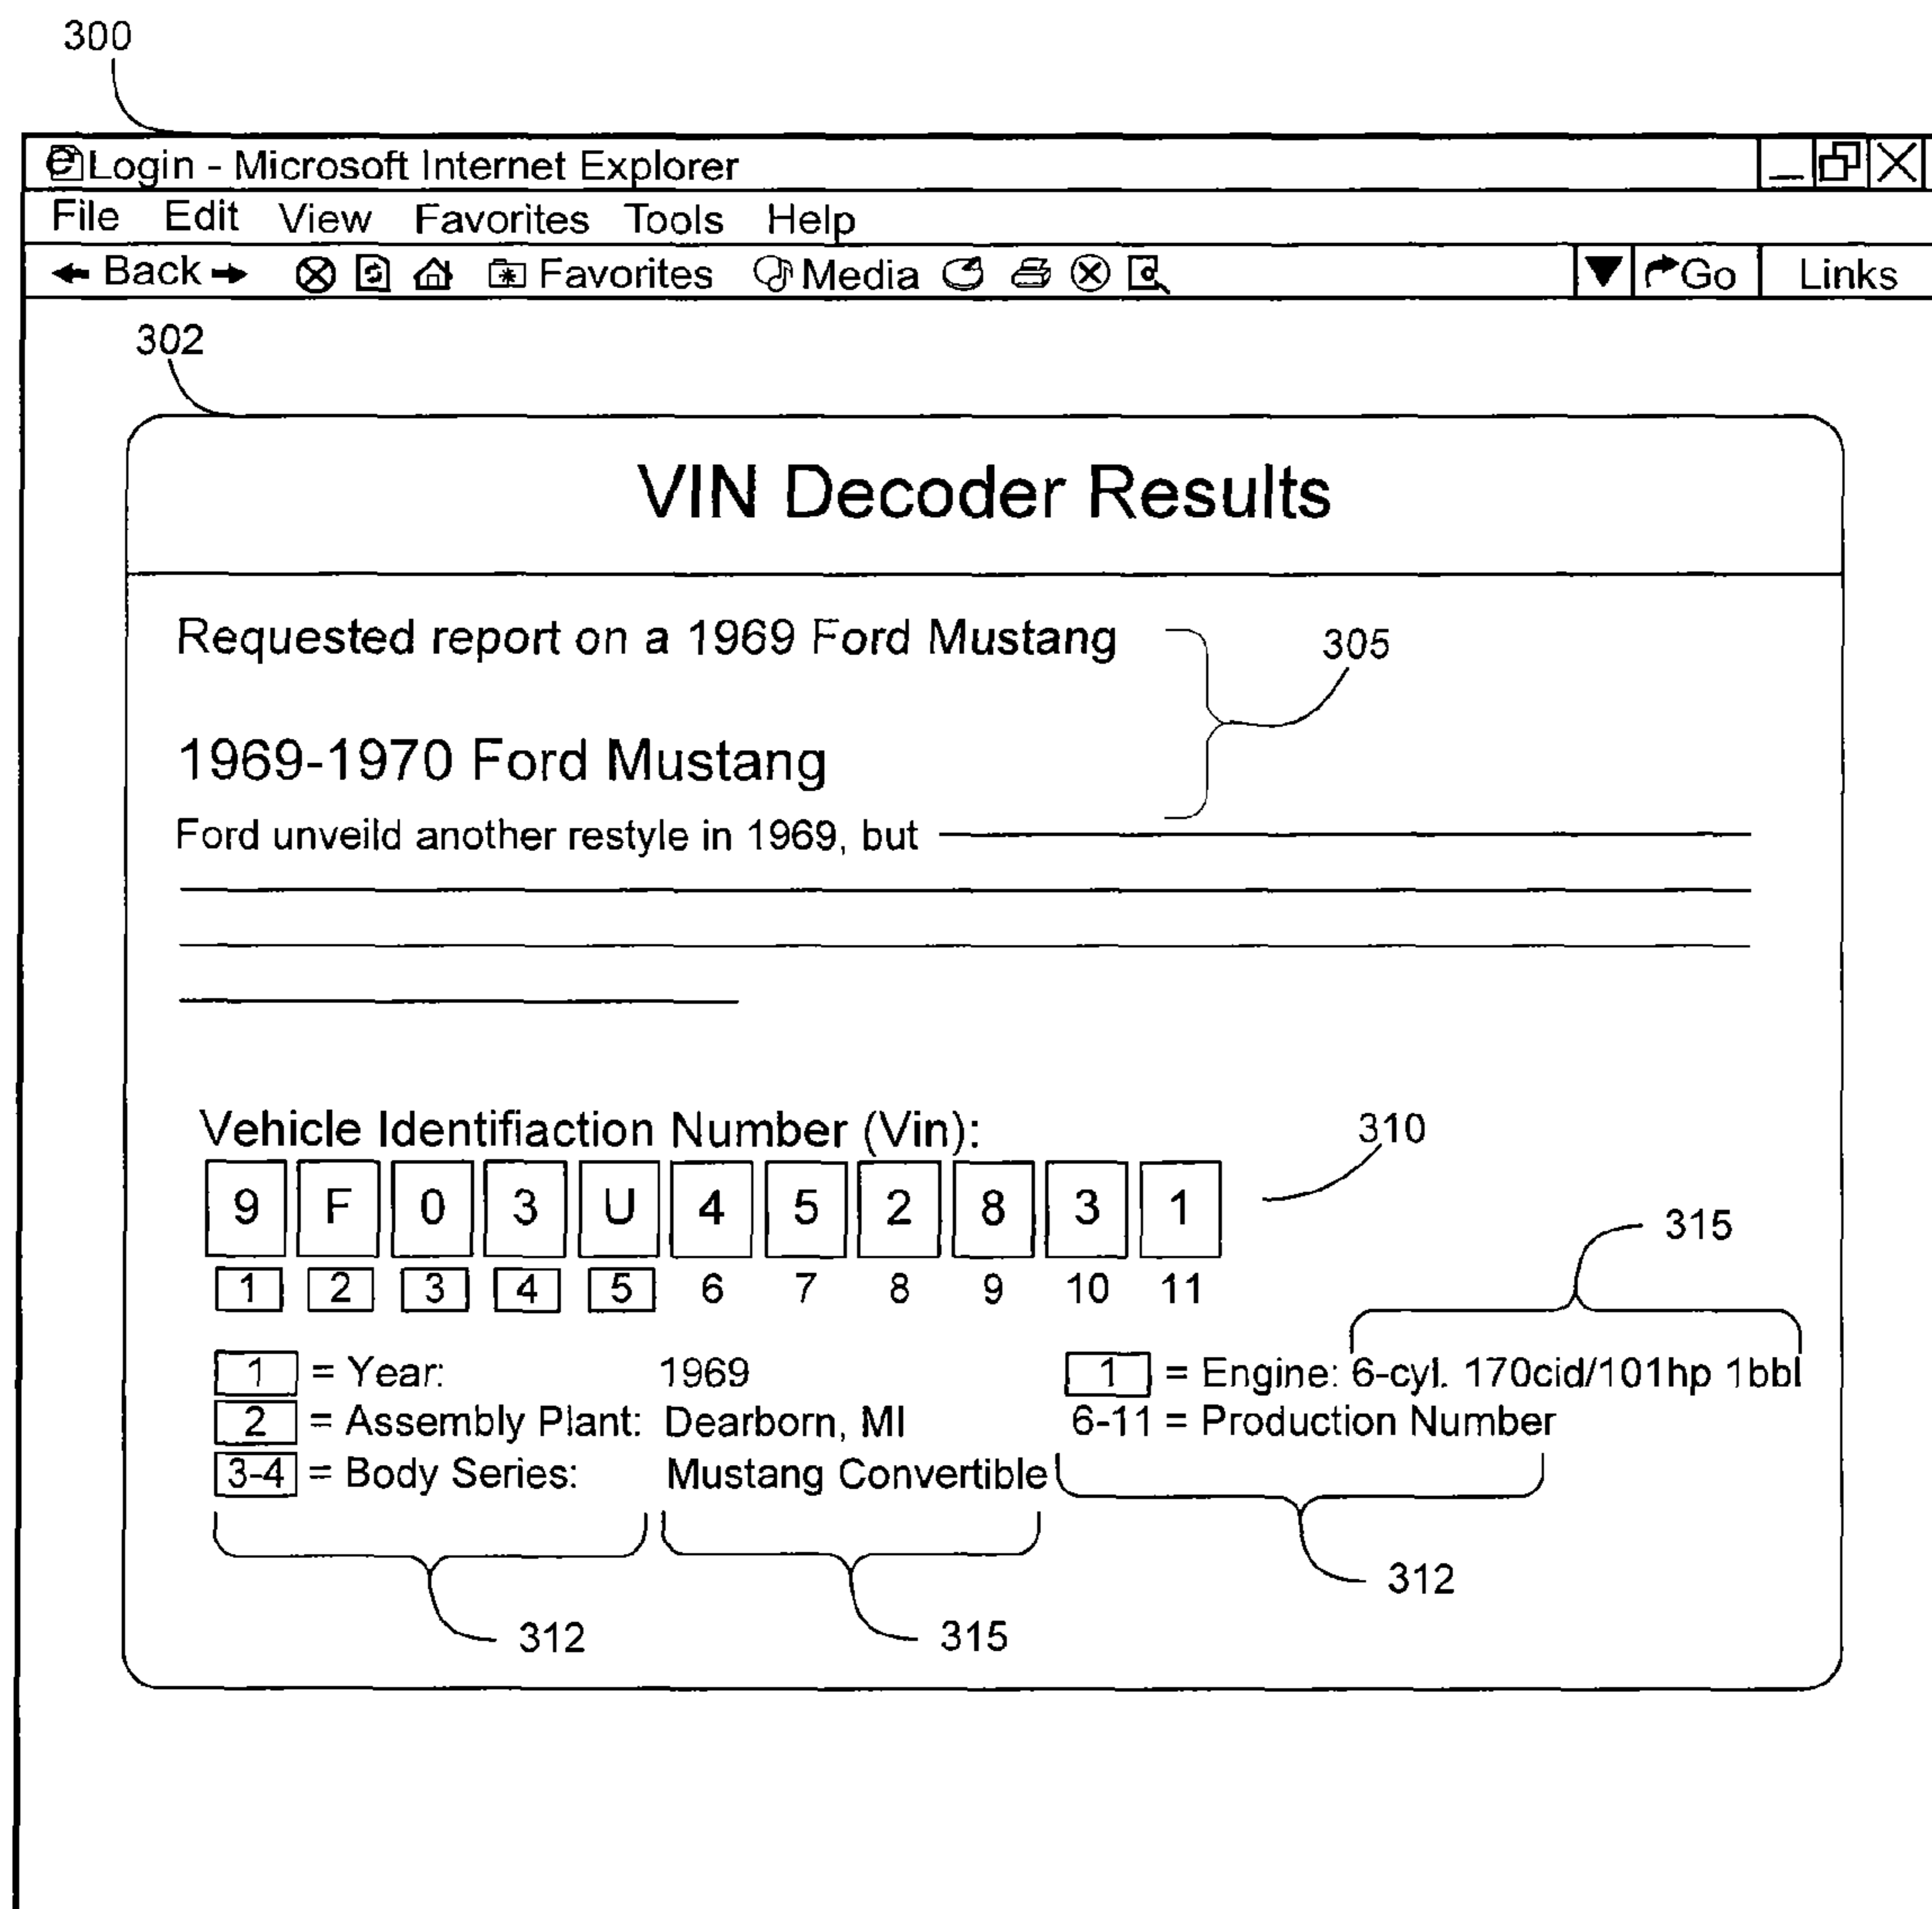 300
Login - Microsoft Internet Explorer
File Edit View Favorites Tools Help
Back Favorites Media Go Links
302
VIN Decoder Results
Requested report on a 1969 Ford Mustang
305
1969-1970 Ford Mustang
Ford unveild another restyle in 1969, but
Vehicle Identifiaction Number (Vin):
310
9 F 0 3 U 4 5 2 8 3 1
315
1 2 3 4 5 6 7 8 9 10 11
1 = Year: 1969 1 = Engine: 6-cyl. 170cid/101hp 1bbl
2 = Assembly Plant: Dearborn, MI 6-11 = Production Number
3-4 = Body Series: Mustang Convertible
312
312 315